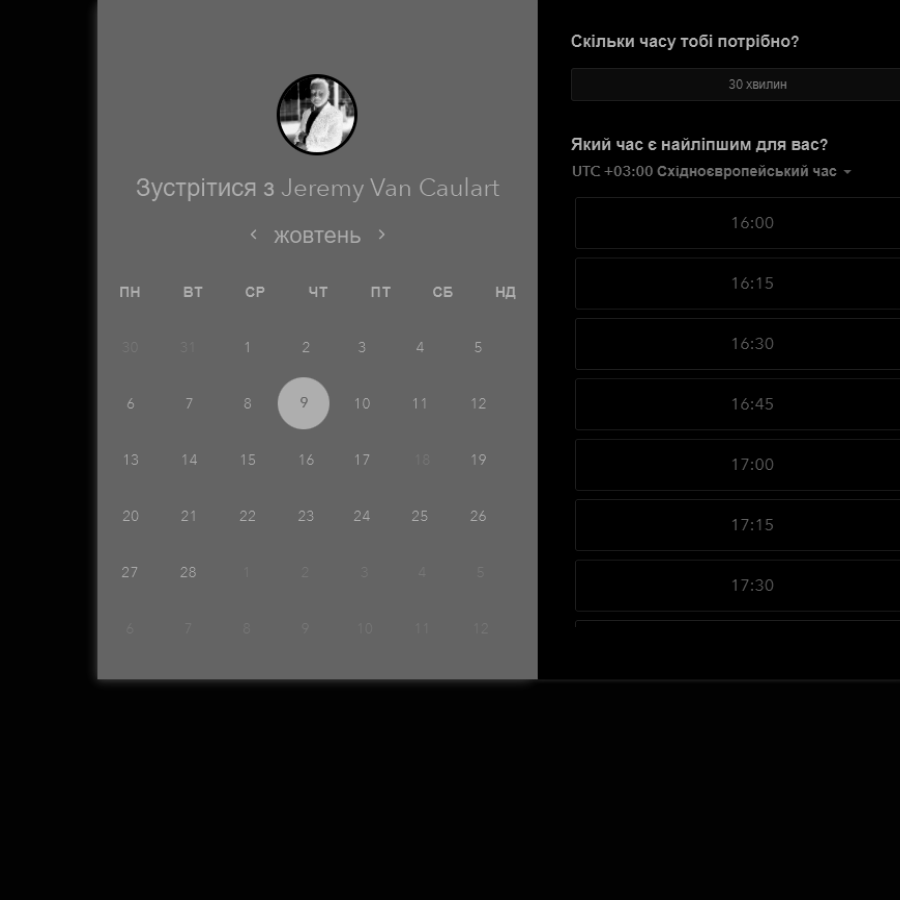 Зустрітися з Jeremy Van Caulart
< жовтень >
ПН ВТ СР ЧТ ПТ СБ НД
30 31 1 2 3 4 5
6 7 8 9 10 11 12
13 14 15 16 17 18 19
20 21 22 23 24 25 26
27 28 1 2 3 4 5
6 7 8 9 10 11 12
Скільки часу тобі потрібно?
30 хвилин
Який час є найліпшим для вас?
UTC +03:00 Східноєвропейський час
16:00
16:15
16:30
16:45
17:00
17:15
17:30